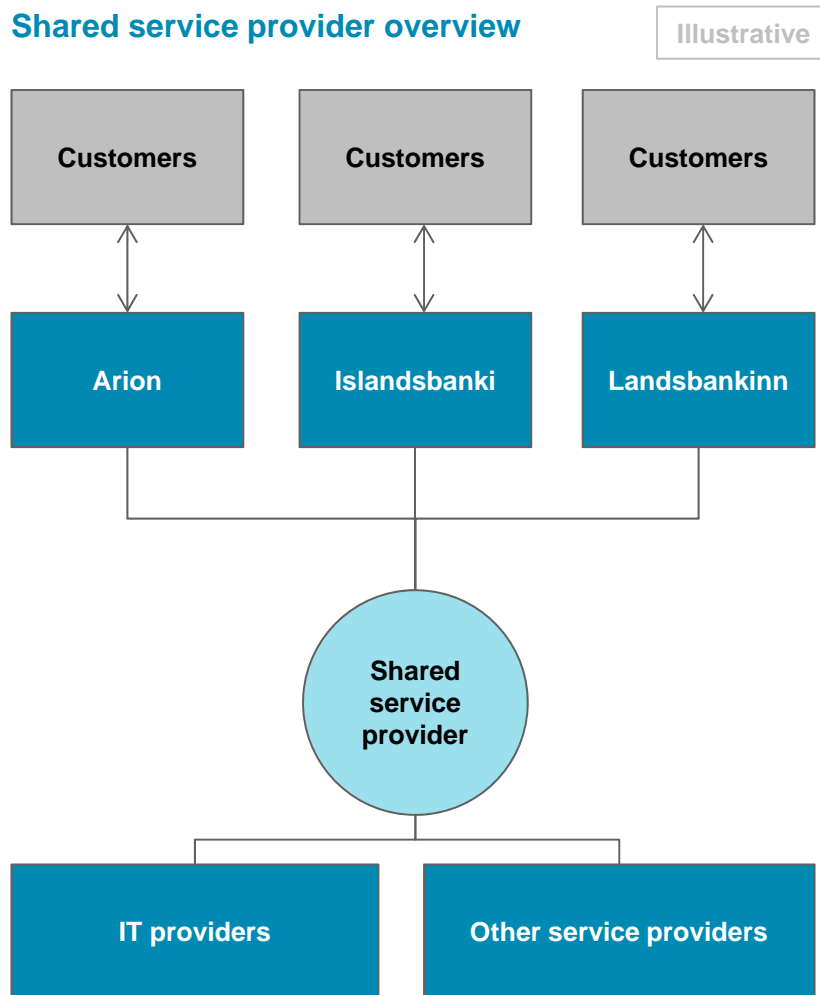 Shared service provider overview
Illustrative
Customers
Customers
Customers
Arion
Islandsbanki
Landsbankinn
Shared
service
provider
IT providers
Other service providers